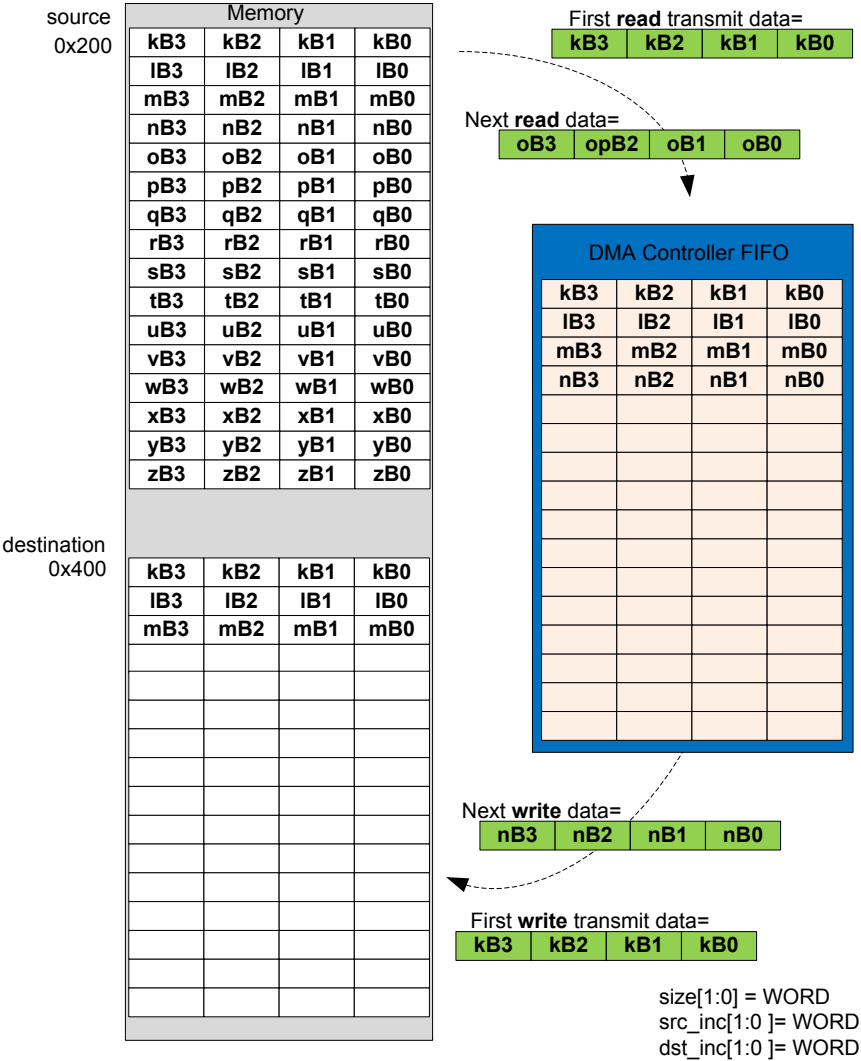 source Memory
0x200
kB3 kB2 kB1 kB0
lB3 lB2 lB1 lB0
mB3 mB2 mB1 mB0
nB3 nB2 nB1 nB0
oB3 oB2 oB1 oB0
pB3 pB2 pB1 pB0
qB3 qB2 qB1 qB0
rB3 rB2 rB1 rB0
sB3 sB2 sB1 sB0
tB3 tB2 tB1 tB0
uB3 uB2 uB1 uB0
vB3 vB2 vB1 vB0
wB3 wB2 wB1 wB0
xB3 xB2 xB1 xB0
yB3 yB2 yB1 yB0
zB3 zB2 zB1 zB0
destination
0x400
kB3 kB2 kB1 kB0
lB3 lB2 lB1 lB0
mB3 mB2 mB1 mB0
First read transmit data=
kB3 kB2 kB1 kB0
Next read data=
oB3 opB2 oB1 oB0
DMA Controller FIFO
kB3 kB2 kB1 kB0
lB3 lB2 lB1 lB0
mB3 mB2 mB1 mB0
nB3 nB2 nB1 nB0
Next write data=
nB3 nB2 nB1 nB0
First write transmit data=
kB3 kB2 kB1 kB0
size[1:0] = WORD
src_inc[1:0 ]= WORD
dst_inc[1:0 ]= WORD